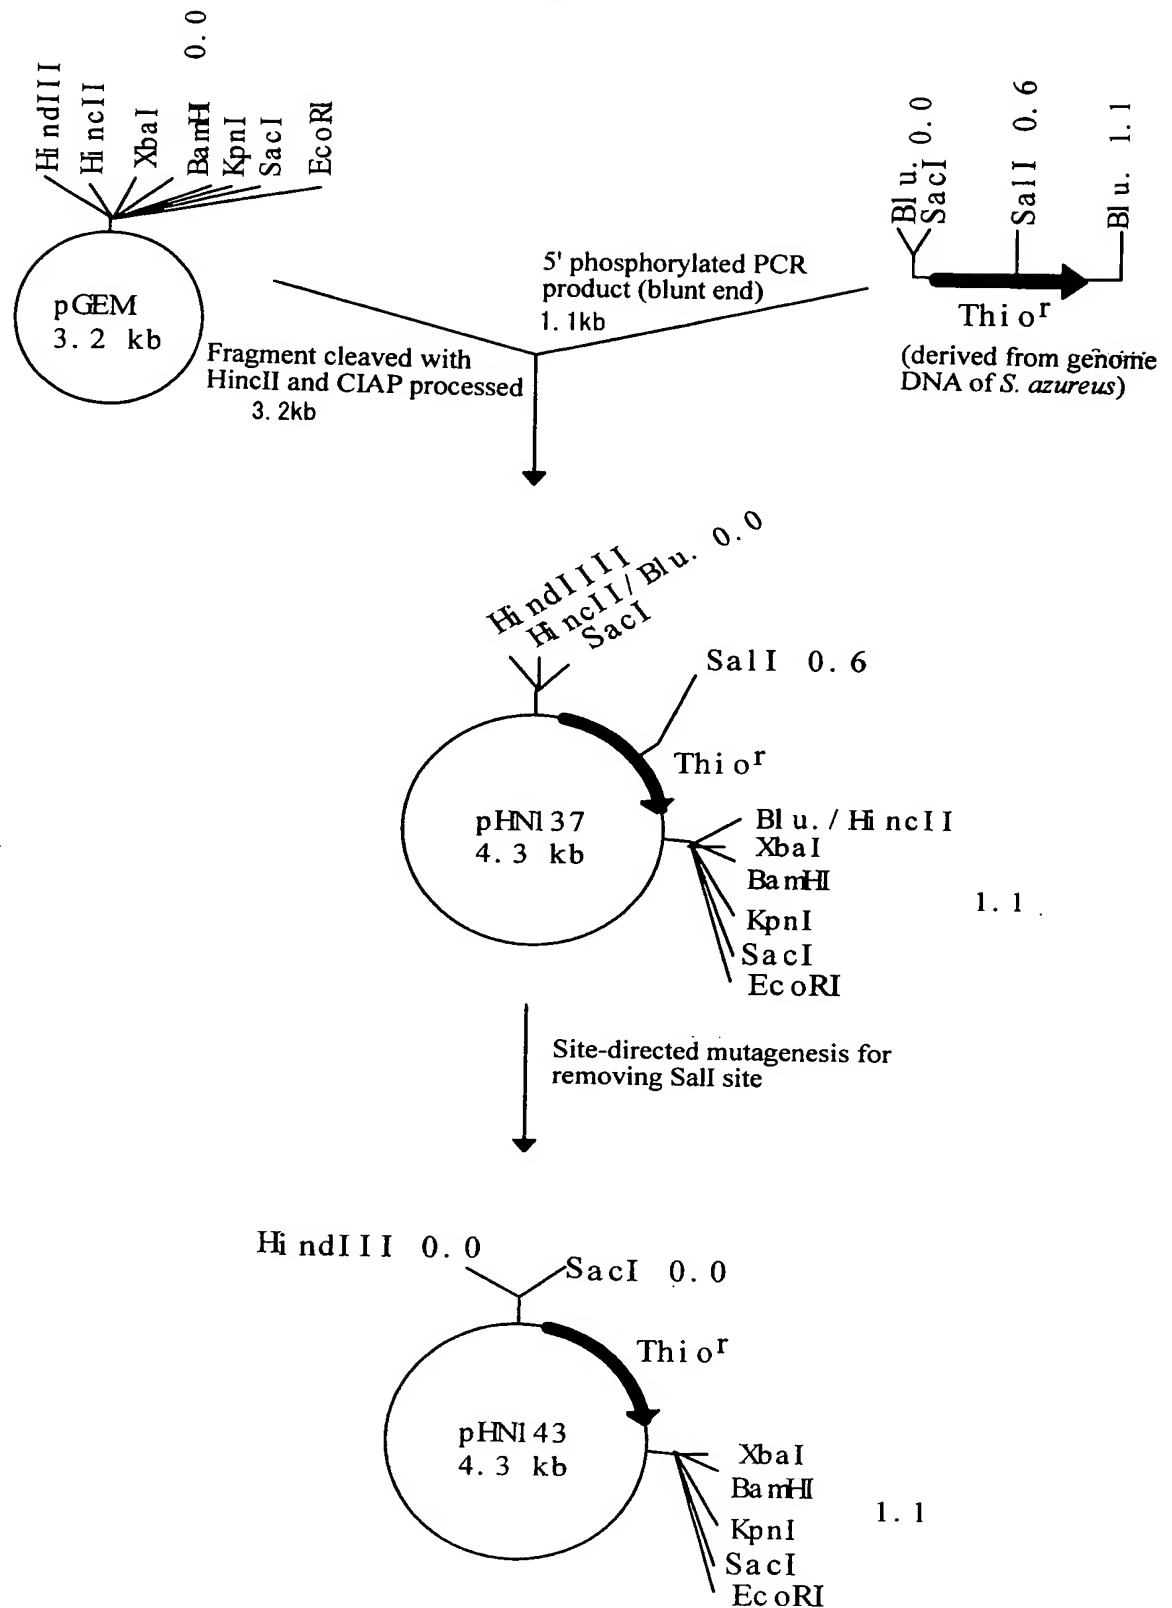 HindIII
HincII
XbaI
BamHI 0.0
KpnI
SacI
EcoRI
pGEM
3.2 kb
Fragment cleaved with
HincII and CIAP processed
3.2kb
5' phosphorylated PCR
product (blunt end)
1.1kb
Blu. 0.0
SacI
SalI 0.6
Blu. 1.1
Thio^r
(derived from genome
DNA of S. azureus)
HindIIII
HincII/Blu. 0.0
SacI
SalI 0.6
Thio^r
pHN137
4.3 kb
Blu./HincII
XbaI
BamHI
1.1
KpnI
SacI
EcoRI
Site-directed mutagenesis for
removing SalI site
HindIII 0.0
SacI 0.0
Thio^r
pHN143
4.3 kb
XbaI
BamHI
1.1
KpnI
SacI
EcoRI